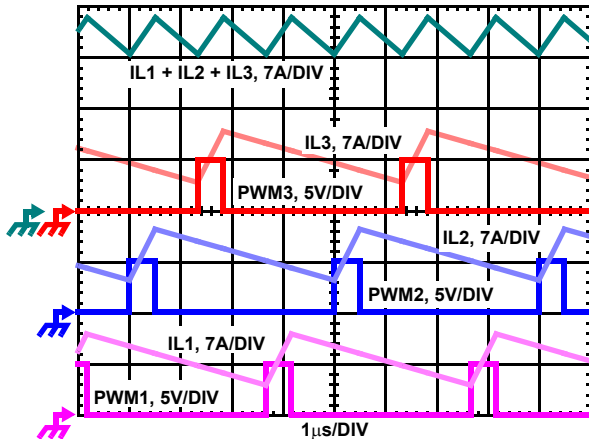 IL1 + IL2 + IL3, 7A/DIV
IL3, 7A/DIV
PWM3, 5V/DIV
IL2, 7A/DIV
PWM2, 5V/DIV
IL1, 7A/DIV
PWM1, 5V/DIV
1μs/DIV